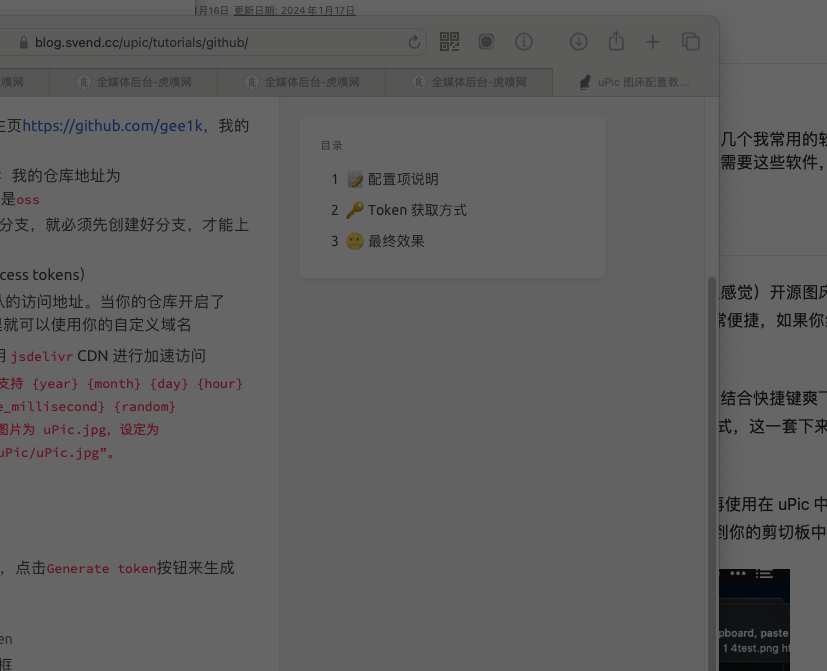 1月16日 更新日期: 2024年1月17日
blog.svend.cc/upic/tutorials/github/
嗅网
虎 全媒体后台-虎嗅网
虎 全媒体后台-虎嗅网
虎 全媒体后台-虎嗅网
uPic 图床配置教...
主页https://github.com/gee1k，我的
：我的仓库地址为
是oss
分支，就必须先创建好分支，才能上
cess tokens）
认的访问地址。当你的仓库开启了
里就可以使用你的自定义域名
用 jsdelivr CDN 进行加速访问
支持 {year} {month} {day} {hour}
e_millisecond} {random}
图片为 uPic.jpg，设定为
uPic/uPic.jpg”。
，点击Generate token按钮来生成
en
框
目录
1 📝 配置项说明
2 🔑 Token 获取方式
3 最终效果
几个我常用的软
需要这些软件，
感觉）开源图床
常便捷，如果你
结合快捷键爽
式，这一套下来
再使用在 uPic 中
到你的剪切板中
pboard, paste
1 4test.png ht